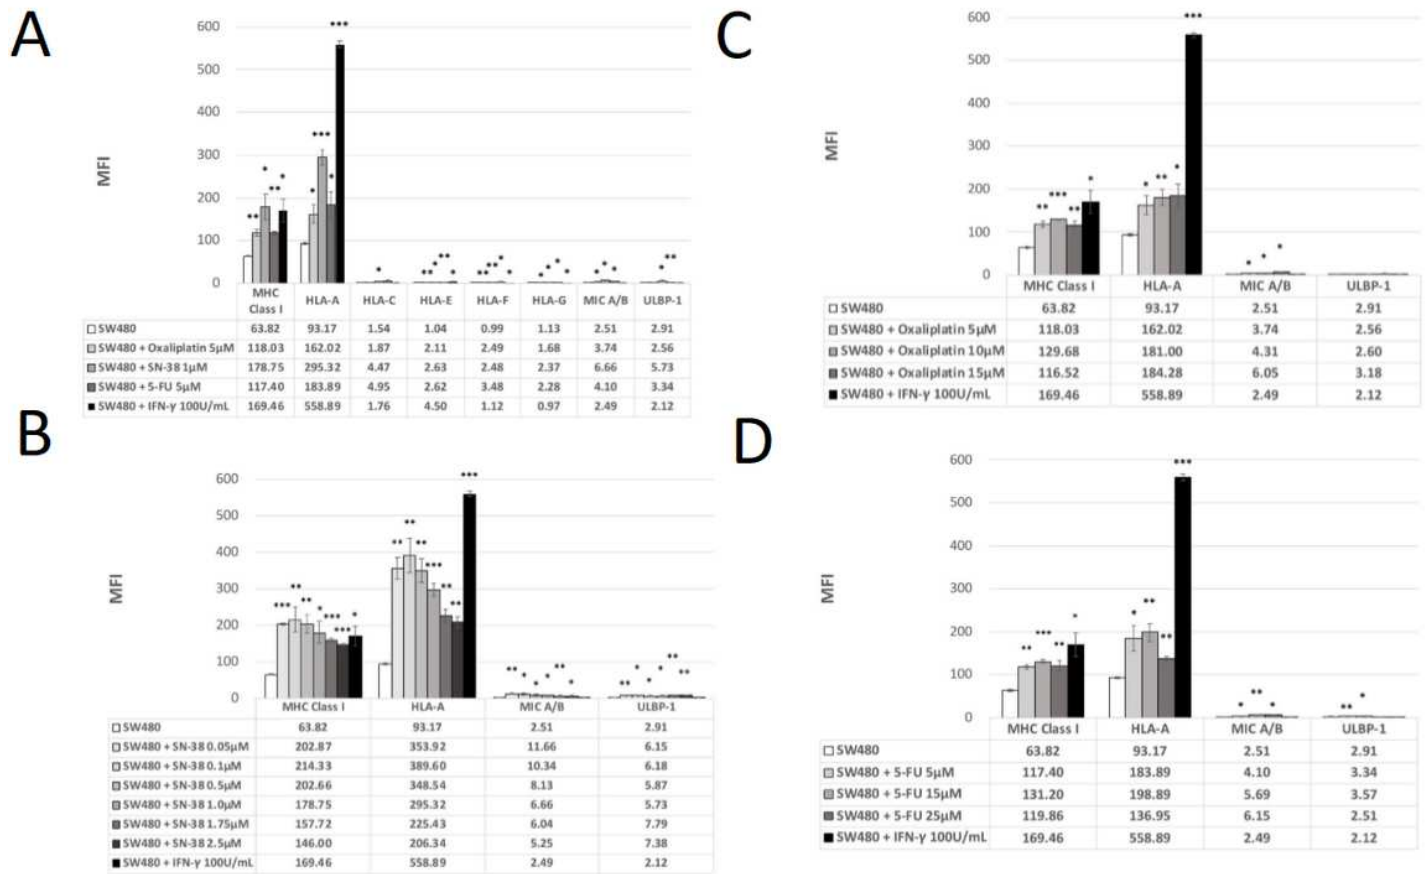 A
600
500
400
300
200
100
0
MFI
*** 
** * ** * * *** *
* ** * ** * ** ** * * * * * * * * * * **
MHC Class I HLA-A HLA-C HLA-E HLA-F HLA-G MIC A/B ULBP-1
SW480 63.82 93.17 1.54 1.04 0.99 1.13 2.51 2.91
SW480 + Oxaliplatin 5µM 118.03 162.02 1.87 2.11 2.49 1.68 3.74 2.56
SW480 + SN-38 1µM 178.75 295.32 4.47 2.63 2.48 2.37 6.66 5.73
SW480 + 5-FU 5µM 117.40 183.89 4.95 2.62 3.48 2.28 4.10 3.34
SW480 + IFN-γ 100U/mL 169.46 558.89 1.76 4.50 1.12 0.97 2.49 2.12
B
600
500
400
300
200
100
0
MFI
***
*** ** ** * *** *** * ** ** ** *** ** **
** * * * ** * ** * * * ** **
MHC Class I HLA-A MIC A/B ULBP-1
SW480 63.82 93.17 2.51 2.91
SW480 + SN-38 0.05µM 202.87 353.92 11.66 6.15
SW480 + SN-38 0.1µM 214.33 389.60 10.34 6.18
SW480 + SN-38 0.5µM 202.66 348.54 8.13 5.87
SW480 + SN-38 1.0µM 178.75 295.32 6.66 5.73
SW480 + SN-38 1.75µM 157.72 225.43 6.04 7.79
SW480 + SN-38 2.5µM 146.00 206.34 5.25 7.38
SW480 + IFN-γ 100U/mL 169.46 558.89 2.49 2.12
C
600
500
400
300
200
100
0
MFI
***
** *** ** * * ** *
* * *
MHC Class I HLA-A MIC A/B ULBP-1
SW480 63.82 93.17 2.51 2.91
SW480 + Oxaliplatin 5µM 118.03 162.02 3.74 2.56
SW480 + Oxaliplatin 10µM 129.68 181.00 4.31 2.60
SW480 + Oxaliplatin 15µM 116.52 184.28 6.05 3.18
SW480 + IFN-γ 100U/mL 169.46 558.89 2.49 2.12
D
600
500
400
300
200
100
0
MFI
***
** *** ** * * ** **
* ** * ** *
MHC Class I HLA-A MIC A/B ULBP-1
SW480 63.82 93.17 2.51 2.91
SW480 + 5-FU 5µM 117.40 183.89 4.10 3.34
SW480 + 5-FU 15µM 131.20 198.89 5.69 3.57
SW480 + 5-FU 25µM 119.86 136.95 6.15 2.51
SW480 + IFN-γ 100U/mL 169.46 558.89 2.49 2.12